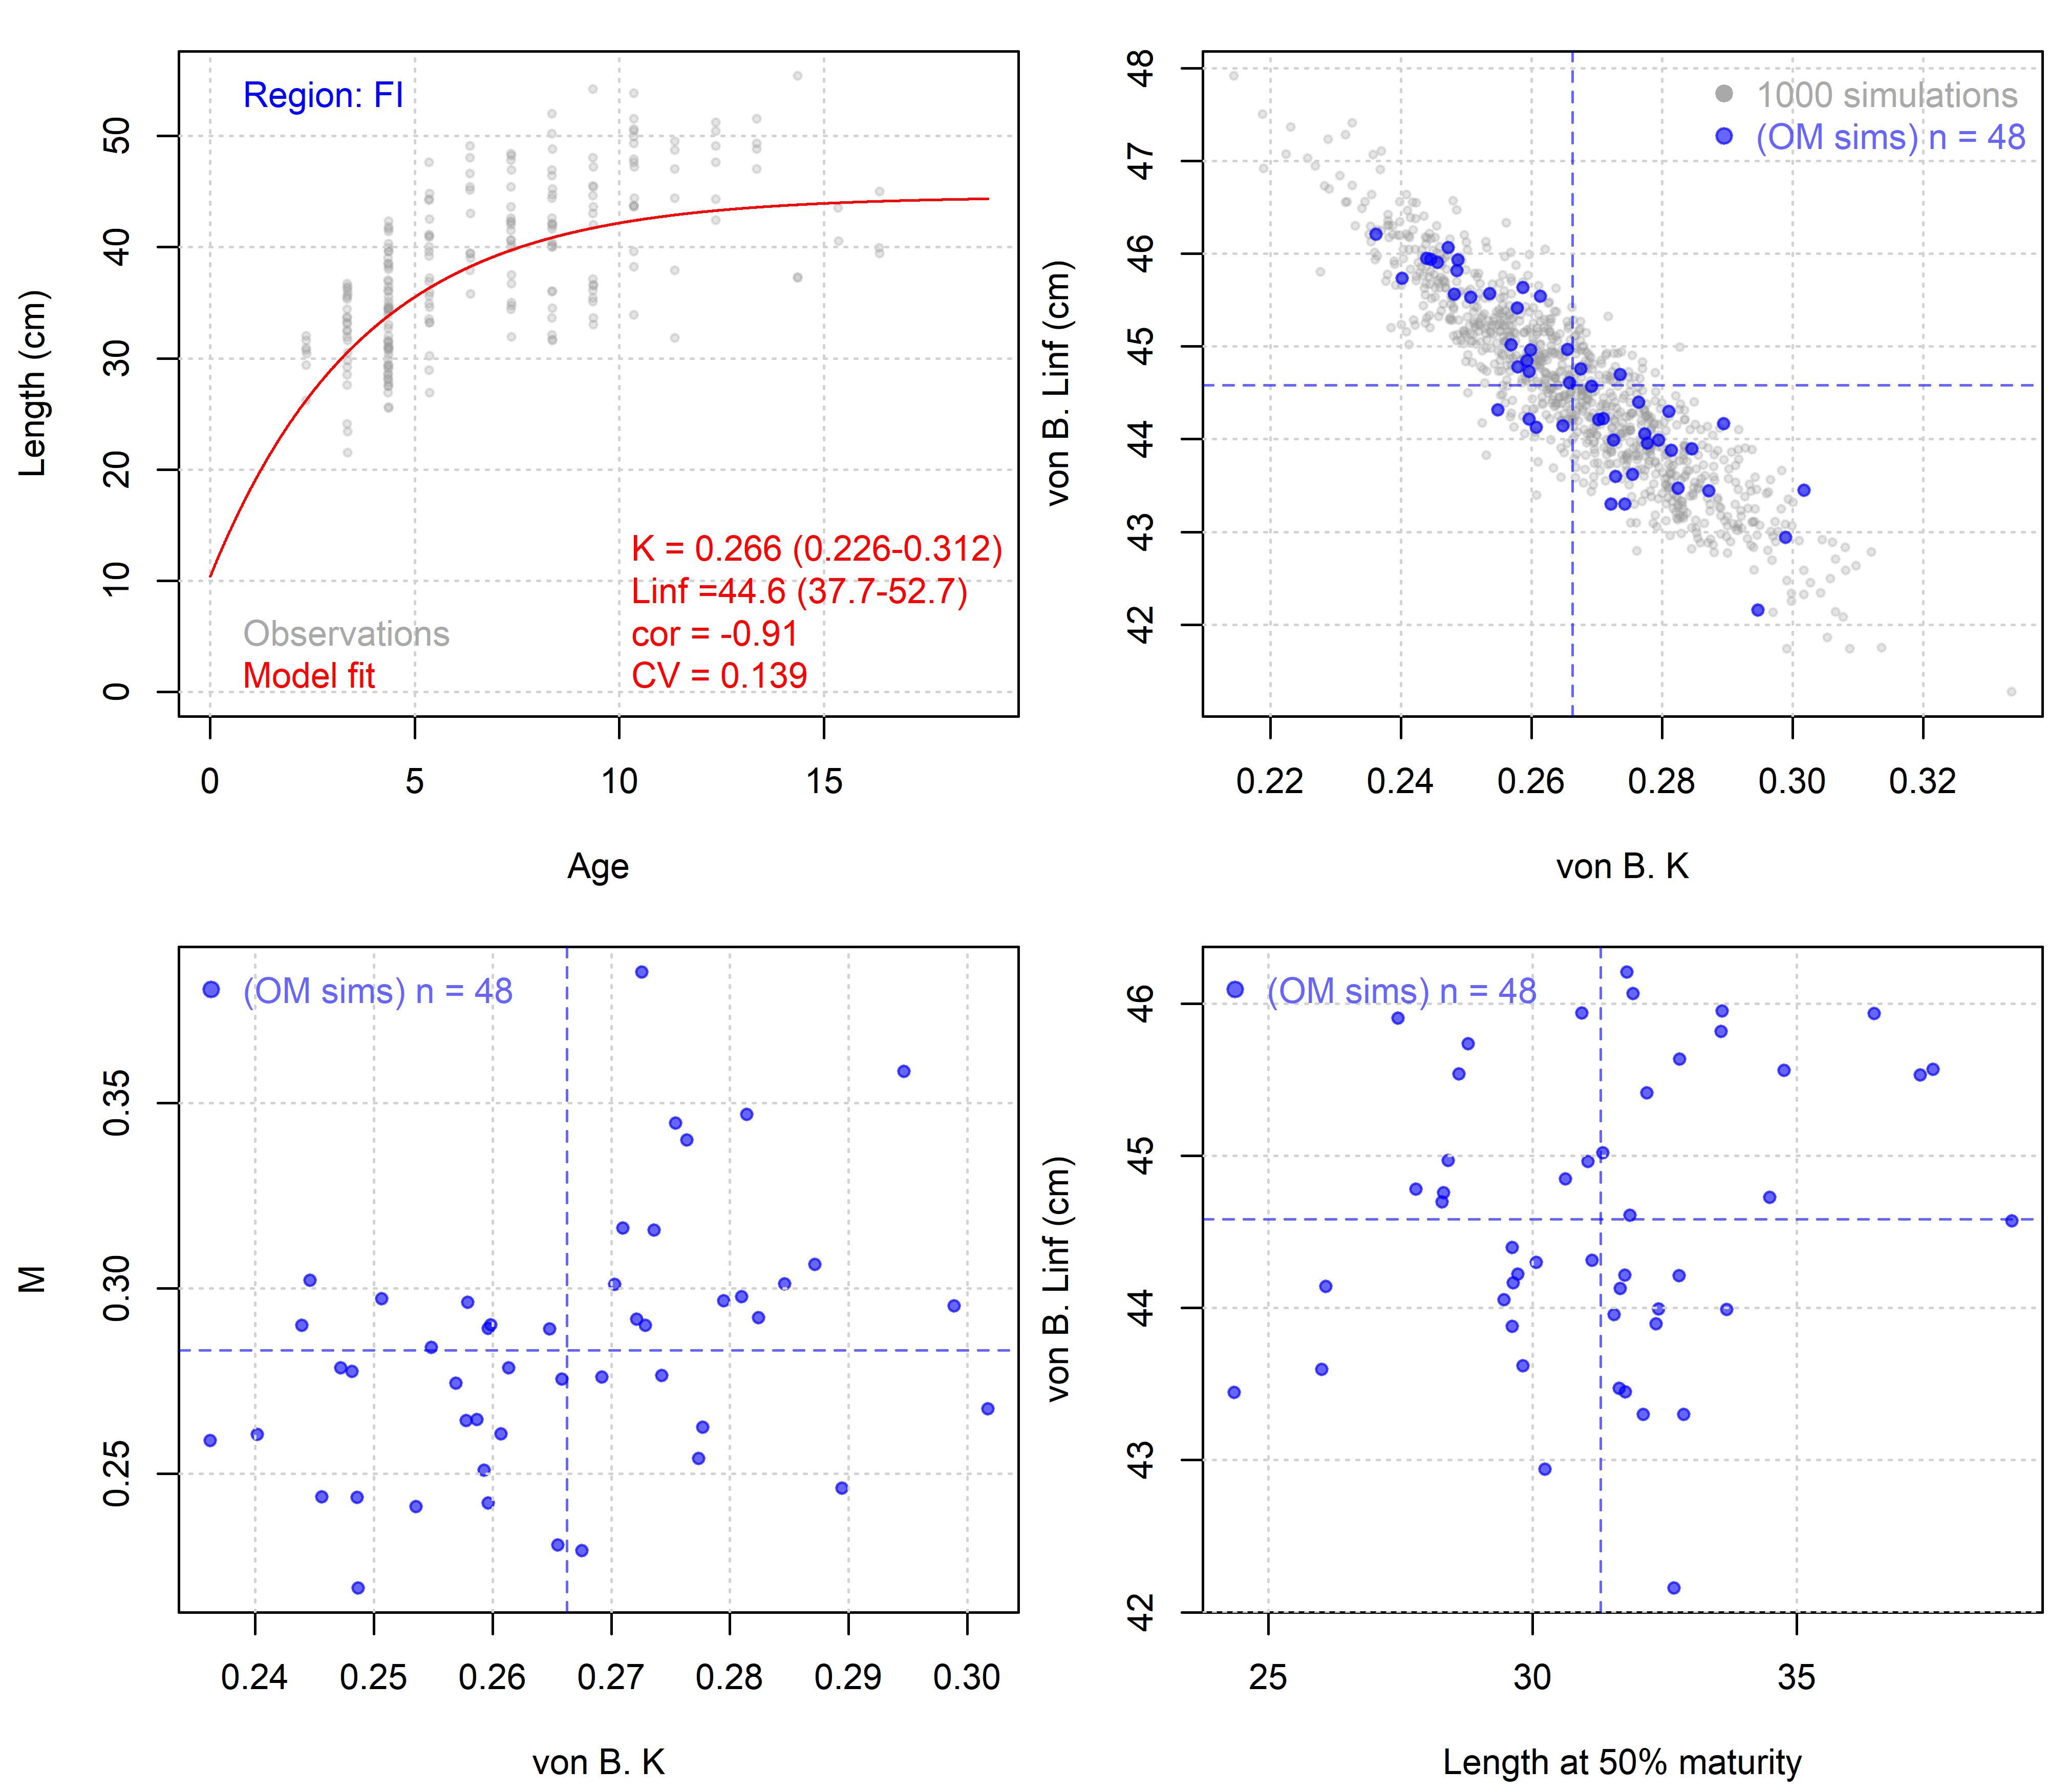 Region: FI
Length (cm)
50
40
30
20
10
0
K = 0.266 (0.226-0.312)
Linf =44.6 (37.7-52.7)
cor = -0.91
CV = 0.139
Observations
Model fit
0 5 10 15
Age
1000 simulations
(OM sims) n = 48
von B. Linf (cm)
48
47
46
45
44
43
42
0.22 0.24 0.26 0.28 0.30 0.32
von B. K
(OM sims) n = 48
M
0.35
0.30
0.25
0.24 0.25 0.26 0.27 0.28 0.29 0.30
von B. K
(OM sims) n = 48
von B. Linf (cm)
46
45
44
43
42
25 30 35
Length at 50% maturity